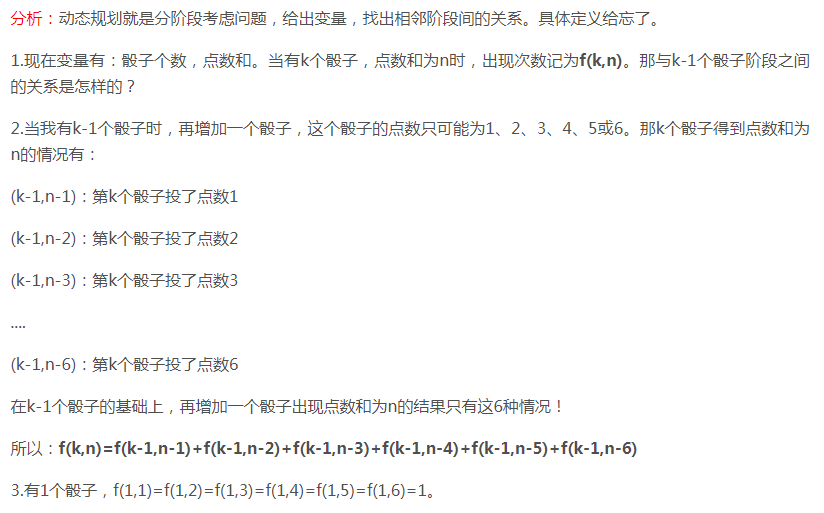 分析：动态规划就是分阶段考虑问题，给出变量，找出相邻阶段间的关系。具体定义给忘了。
1.现在变量有：骰子个数，点数和。当有k个骰子，点数和为n时，出现次数记为f(k,n)。那与k-1个骰子阶段之间
的关系是怎样的？
2.当我有k-1个骰子时，再增加一个骰子，这个骰子的点数只可能为1、2、3、4、5或6。那k个骰子得到点数和为
n的情况有：
(k-1,n-1)：第k个骰子投了点数1
(k-1,n-2)：第k个骰子投了点数2
(k-1,n-3)：第k个骰子投了点数3
....
(k-1,n-6)：第k个骰子投了点数6
在k-1个骰子的基础上，再增加一个骰子出现点数和为n的结果只有这6种情况！
所以：f(k,n)=f(k-1,n-1)+f(k-1,n-2)+f(k-1,n-3)+f(k-1,n-4)+f(k-1,n-5)+f(k-1,n-6)
3.有1个骰子，f(1,1)=f(1,2)=f(1,3)=f(1,4)=f(1,5)=f(1,6)=1。